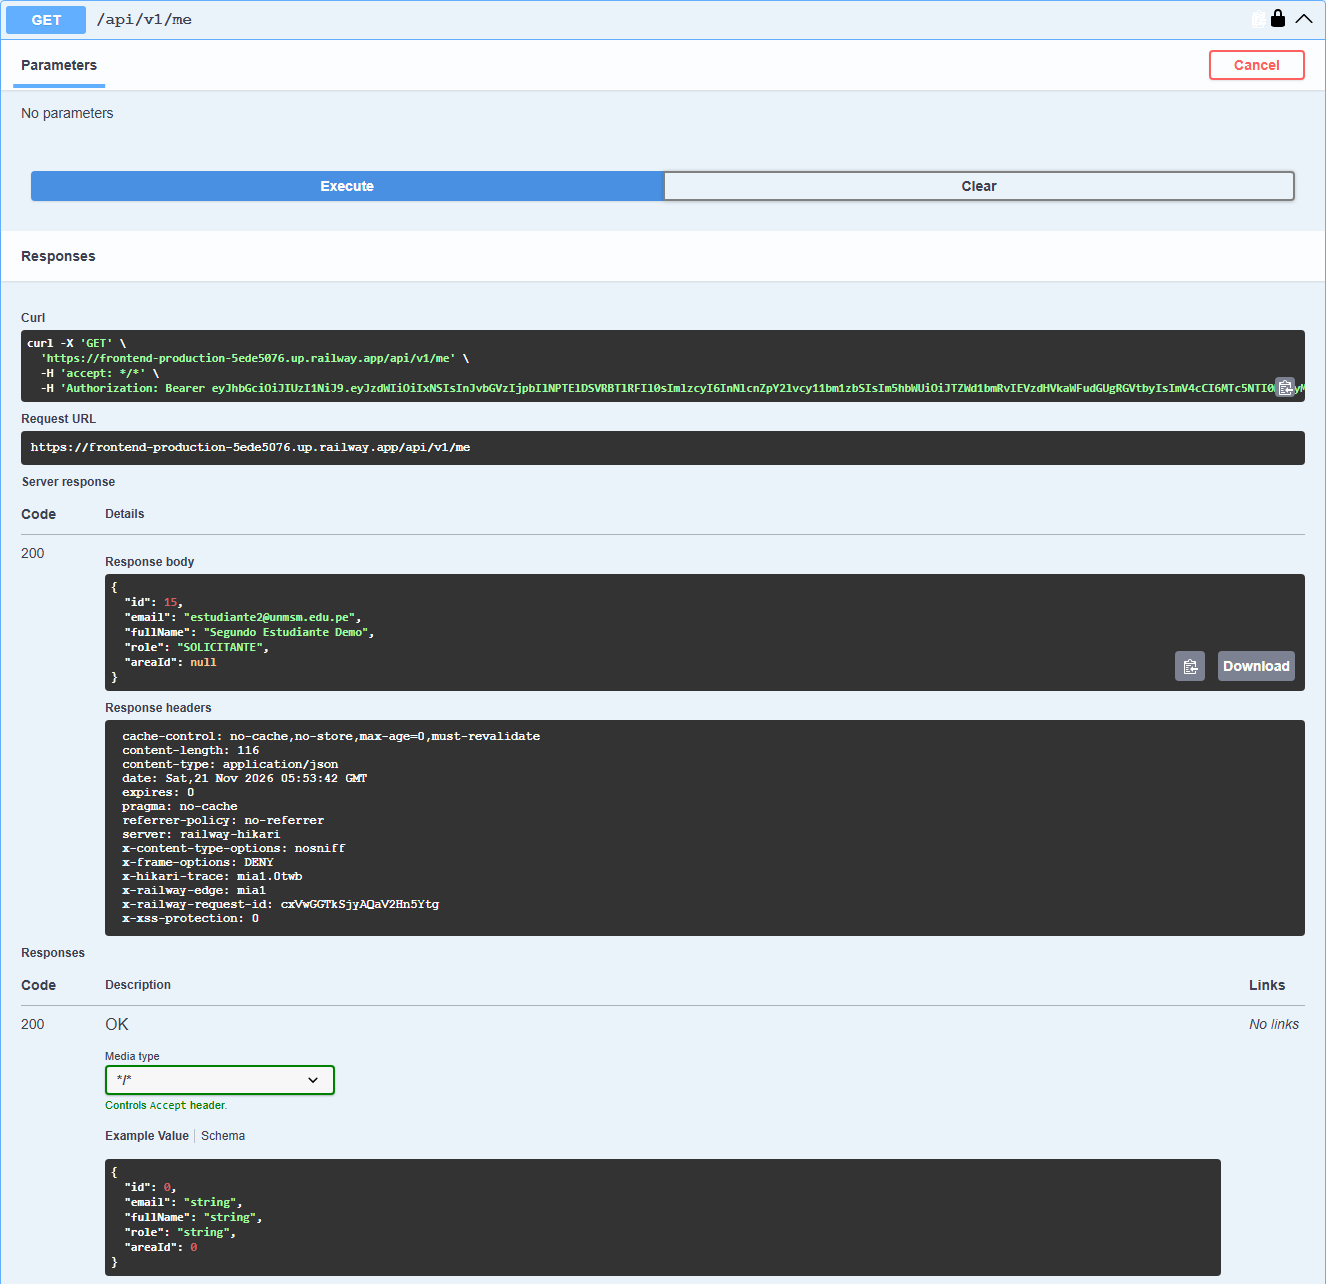 GET /api/v1/me
Parameters
Cancel
No parameters
Execute
Clear
Responses
Curl
curl -X 'GET' \
'https://frontend-production-5ede5076.up.railway.app/api/v1/me' \
-H 'accept: */*' \
-H 'Authorization: Bearer
Request URL
https://frontend-production-5ede5076.up.railway.app/api/v1/me
Server response
Code Details
200
Response body
{
"id": 15,
"email": "estudiante2@unmsm.edu.pe",
"fullName": "Segundo Estudiante Demo",
"role": "SOLICITANTE",
"areaId": null
}
Download
Response headers
cache-control: no-cache,no-store,max-age=0,must-revalidate
content-length: 116
content-type: application/json
date: Sat,21 Nov 2026 05:53:42 GMT
expires: 0
pragma: no-cache
referrer-policy: no-referrer
server: railway-hikari
x-content-type-options: nosniff
x-frame-options: DENY
x-hikari-trace: mia1.0twb
x-railway-edge: mia1
x-railway-request-id: cxVwGGTkSjyAQaV2Hn5Ytg
x-xss-protection: 0
Responses
Code Description Links
200 OK No links
Media type
*/*
Controls Accept header.
Example Value Schema
{
"id": 0,
"email": "string",
"fullName": "string",
"role": "string",
"areaId": 0
}